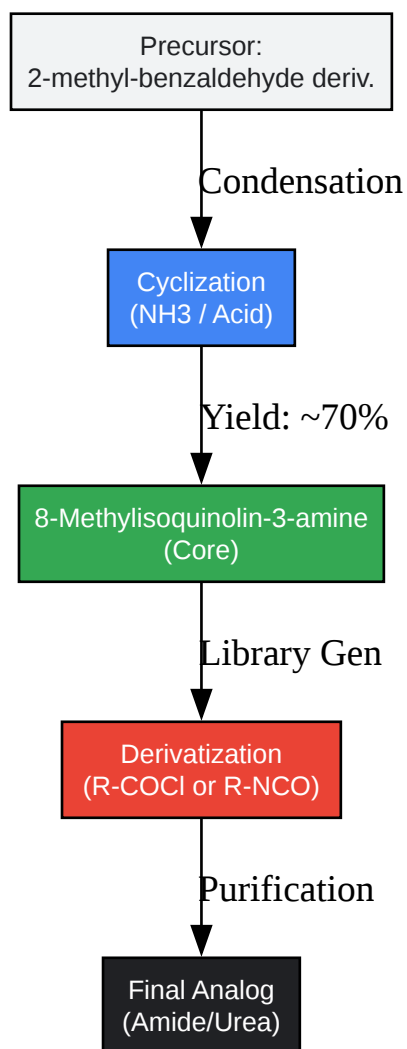 Precursor:
2-methyl-benzaldehyde deriv.
Condensation
Cyclization
(NH3 / Acid)
Yield: ~70%
8-Methylisoquinolin-3-amine
(Core)
Library Gen
Derivatization
(R-COCl or R-NCO)
Purification
Final Analog
(Amide/Urea)